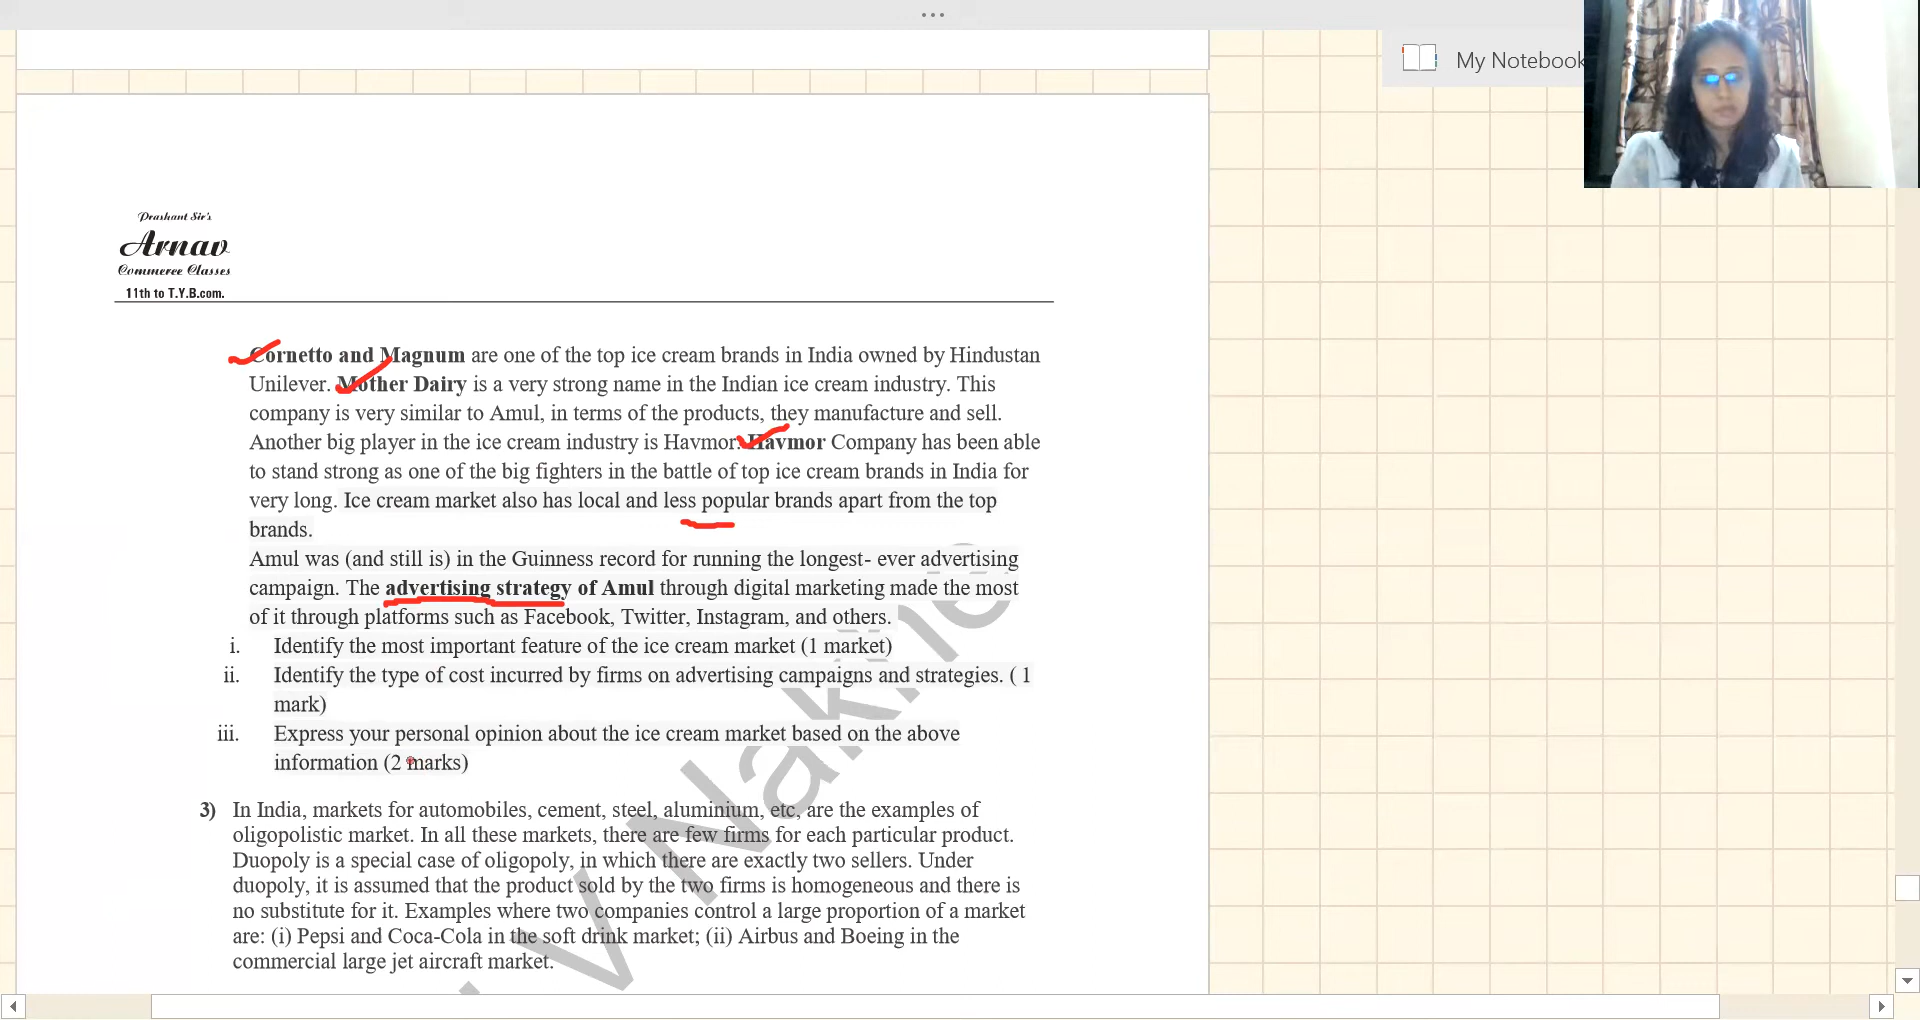 My Notebook
Prashant Sir's
Arnav
Commerce Classes
11th to T.Y.B.com.
Cornetto and Magnum are one of the top ice cream brands in India owned by Hindustan
Unilever. Mother Dairy is a very strong name in the Indian ice cream industry. This
company is very similar to Amul, in terms of the products, they manufacture and sell.
Another big player in the ice cream industry is Havmor. Havmor Company has been able
to stand strong as one of the big fighters in the battle of top ice cream brands in India for
very long. Ice cream market also has local and less popular brands apart from the top
brands.
Amul was (and still is) in the Guinness record for running the longest- ever advertising
campaign. The advertising strategy of Amul through digital marketing made the most
of it through platforms such as Facebook, Twitter, Instagram, and others.
i. Identify the most important feature of the ice cream market (1 market)
ii. Identify the type of cost incurred by firms on advertising campaigns and strategies. ( 1
mark)
iii. Express your personal opinion about the ice cream market based on the above
information (2 marks)
3) In India, markets for automobiles, cement, steel, aluminium, etc, are the examples of
oligopolistic market. In all these markets, there are few firms for each particular product.
Duopoly is a special case of oligopoly, in which there are exactly two sellers. Under
duopoly, it is assumed that the product sold by the two firms is homogeneous and there is
no substitute for it. Examples where two companies control a large proportion of a market
are: (i) Pepsi and Coca-Cola in the soft drink market; (ii) Airbus and Boeing in the
commercial large jet aircraft market.